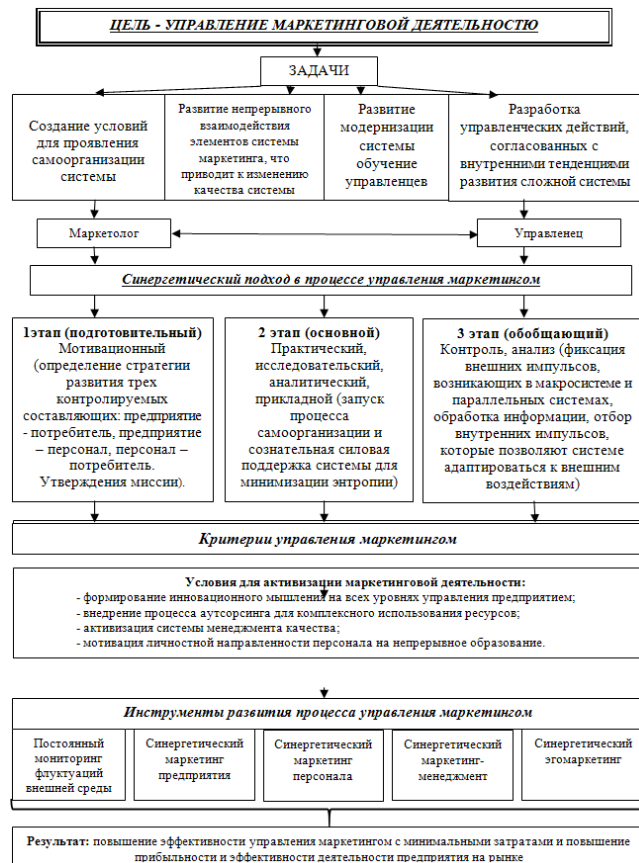 ЦЕЛЬ - УПРАВЛЕНИЕ МАРКЕТИНГОВОЙ ДЕЯТЕЛЬНОСТЬЮ
ЗАДАЧИ
Создание условий
для проявления
самоорганизации
системы
Развитие непрерывного
взаимодействия
элементов системы
маркетинга, что
приводит к изменению
качества системы
Развитие
модернизации
системы
обучение
управленцев
Разработка
управленческих действий,
согласованных с
внутренними тенденциями
развития сложной системы
Маркетолог
Управленец
Синергетический подход в процессе управления маркетингом
1этап (подготовительный)
Мотивационный
(определение стратегии
развития трех
контролируемых
составляющих: предприятие
- потребитель, предприятие
– персонал, персонал –
потребитель.
Утверждения миссии).
2 этап (основной)
Практический,
исследовательский,
аналитический,
прикладной (запуск
процесса
самоорганизации и
сознательная силовая
поддержка системы для
минимизации энтропии)
3 этап (обобщающий)
Контроль, анализ (фиксация
внешних импульсов,
возникающих в макросистеме и
параллельных системах,
обработка информации, отбор
внутренних импульсов,
которые позволяют системе
адаптироваться к внешним
воздействиям)
Критерии управления маркетингом
Условия для активизации маркетинговой деятельности:
- формирование инновационного мышления на всех уровнях управления предприятием;
- внедрение процесса аутсорсинга для комплексного использования ресурсов;
- активизация системы менеджмента качества;
- мотивация личностной направленности персонала на непрерывное образование.
Инструменты развития процесса управления маркетингом
Постоянный
мониторинг
флуктуаций
внешней среды
Синергетический
маркетинг
предприятия
Синергетический
маркетинг
персонала
Синергетический
маркетинг-
менеджмент
Синергетический
эгомаркетинг
Результат: повышение эффективности управления маркетингом с минимальными затратами и повышение
прибыльности и эффективности деятельности предприятия на рынке